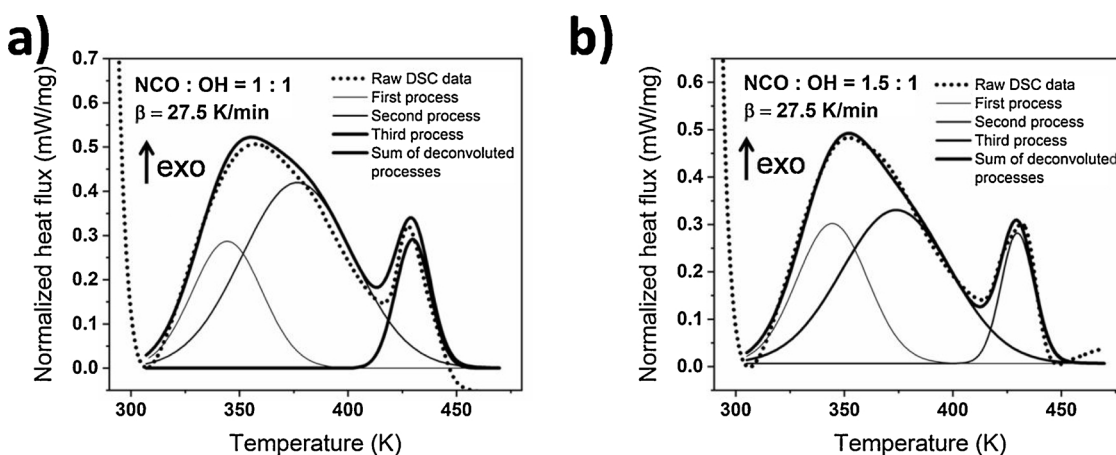 a)
NCO : OH = 1 : 1
β = 27.5 K/min
exo
Raw DSC data
First process
Second process
Third process
Sum of deconvoluted
processes
Normalized heat flux (mW/mg)
0.7
0.6
0.5
0.4
0.3
0.2
0.1
0.0
300 350 400 450
Temperature (K)
b)
NCO : OH = 1.5 : 1
β = 27.5 K/min
exo
Raw DSC data
First process
Second process
Third process
Sum of deconvoluted
processes
Normalized heat flux (mW/mg)
0.6
0.5
0.4
0.3
0.2
0.1
0.0
300 350 400 450
Temperature (K)